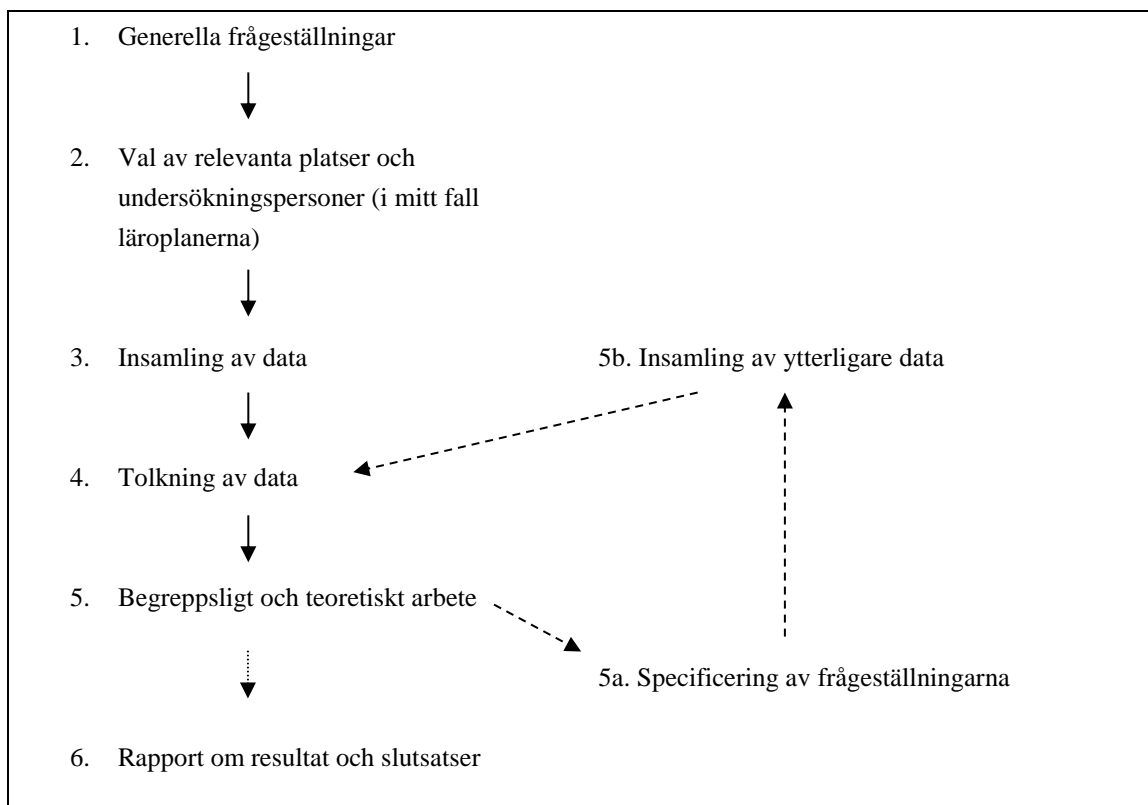 1. Generella frågeställningar
2. Val av relevanta platser och
undersökningspersoner (i mitt fall
läroplanerna)
3. Insamling av data
5b. Insamling av ytterligare data
4. Tolkning av data
5. Begreppsligt och teoretiskt arbete
5a. Specificering av frågeställningarna
6. Rapport om resultat och slutsatser